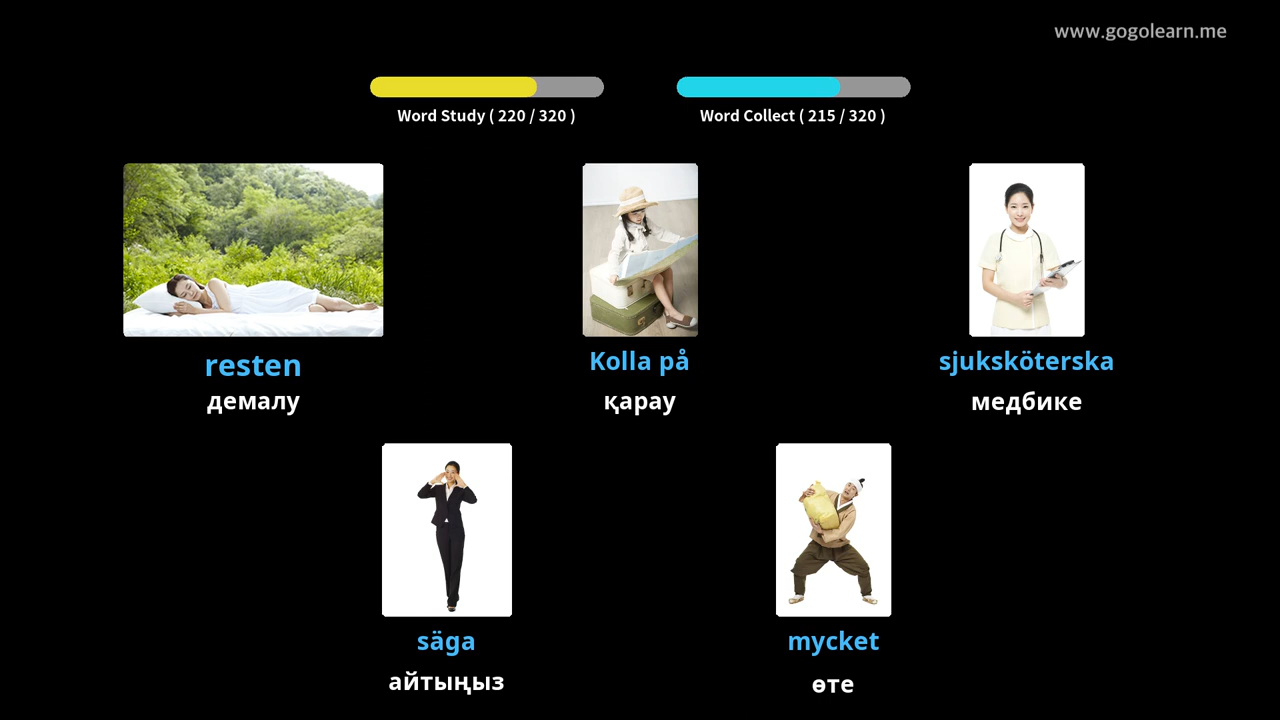 www.gogolearn.me
Word Study ( 220 / 320 )
Word Collect ( 215 / 320 )
resten
демалу
Kolla på
қарау
sjuksköterska
медбике
säga
айтыңыз
mycket
өте